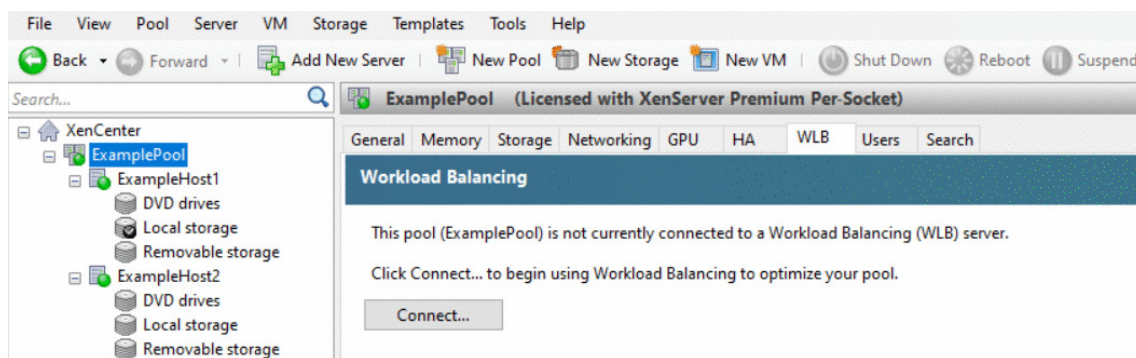 File View Pool Server VM Storage Templates Tools Help
Back Forward Add New Server New Pool New Storage New VM Shut Down Reboot Suspend
Search...
ExamplePool (Licensed with XenServer Premium Per-Socket)
XenCenter
ExamplePool
ExampleHost1
DVD drives
Local storage
Removable storage
ExampleHost2
DVD drives
Local storage
Removable storage
General Memory Storage Networking GPU HA WLB Users Search
Workload Balancing
This pool (ExamplePool) is not currently connected to a Workload Balancing (WLB) server.
Click Connect... to begin using Workload Balancing to optimize your pool.
Connect...